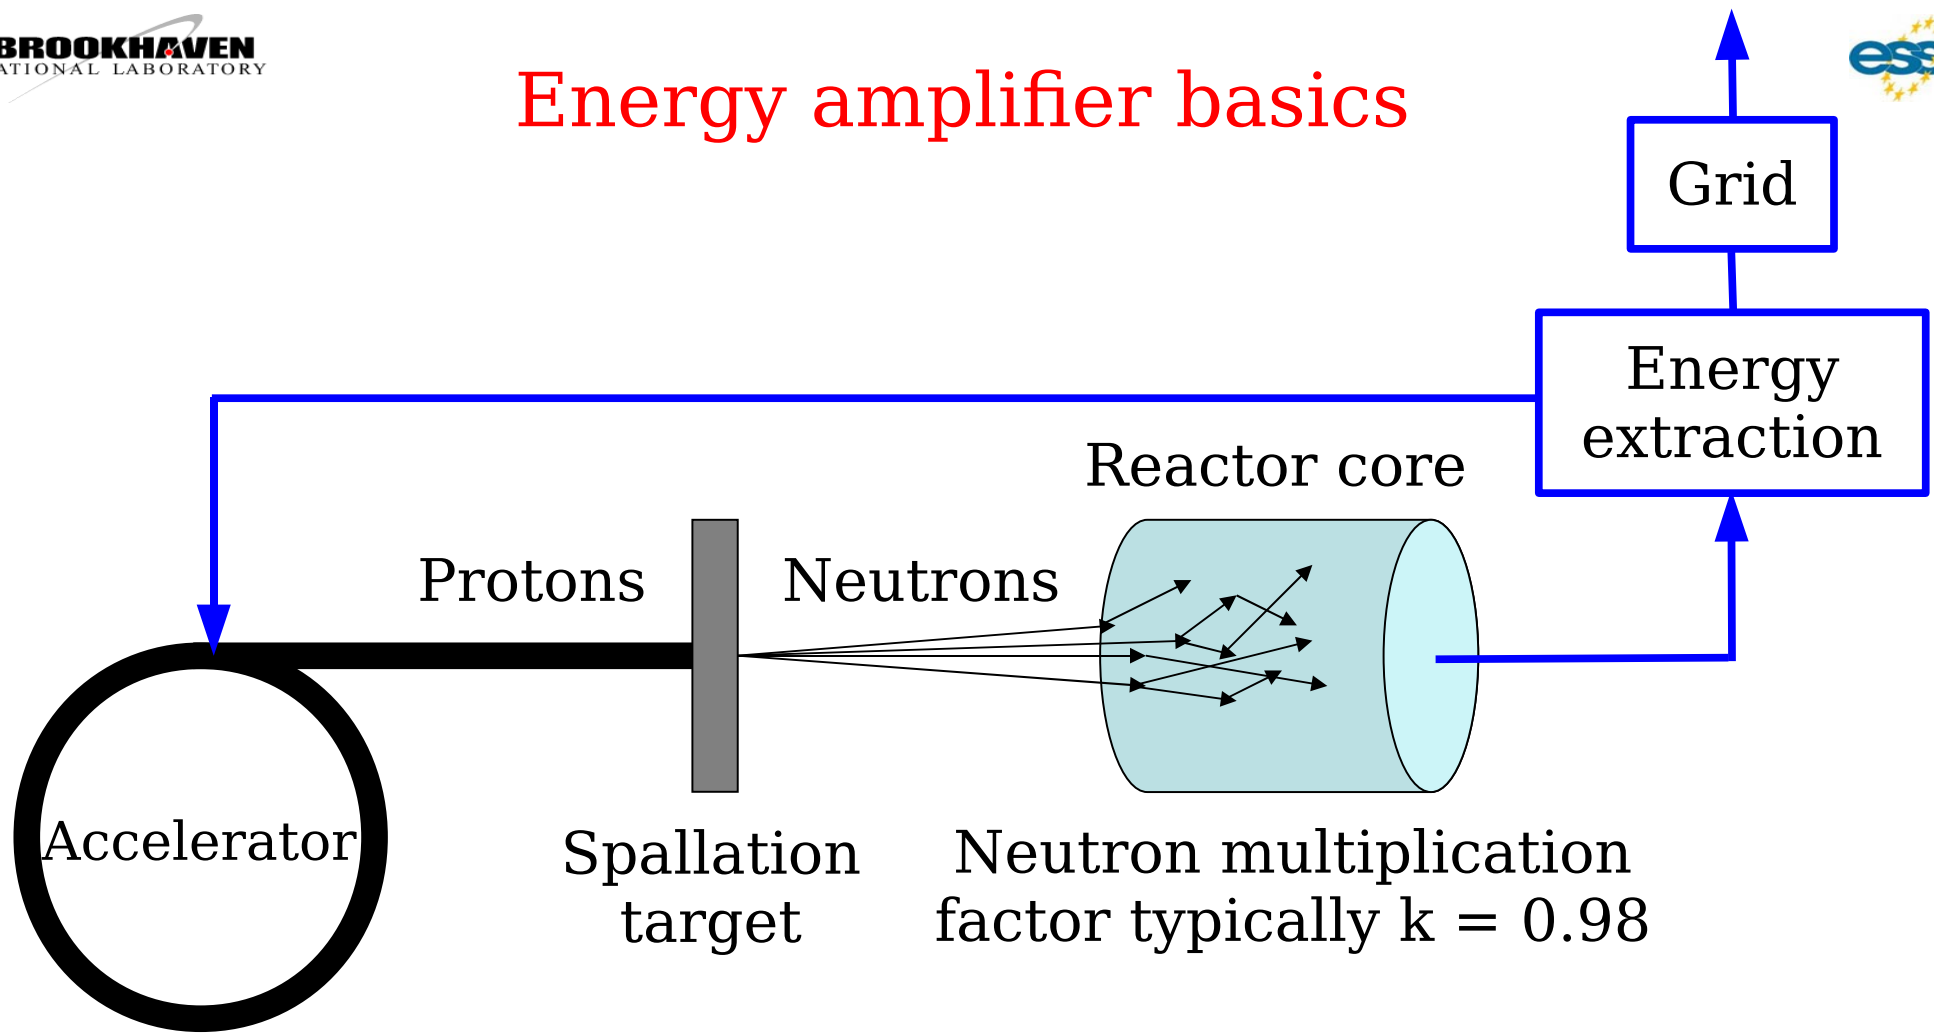 BROOKHAVEN
ATIONAL LABORATORY
Energy amplifier basics
ess
Grid
Energy
extraction
Reactor core
Protons
Neutrons
Accelerator
Spallation
target
Neutron multiplication
factor typically k = 0.98